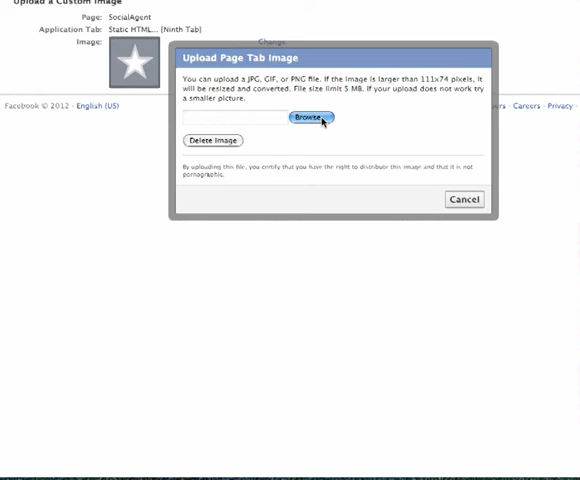 Upload a Custom Image
Page: SocialAgent
Application Tab: Static HTML... [Ninth Tab]
Image:
Change
Upload Page Tab Image
You can upload a JPG, GIF, or PNG file. If the image is larger than 111x74 pixels, it
will be resized and converted. File size limit 5 MB. If your upload does not work try
a smaller picture.
Browse...
Delete Image
By uploading this file, you certify that you have the right to distribute this image and that it is not
pornographic.
Cancel
Facebook © 2012 · English (US)
· Careers · Privacy ·